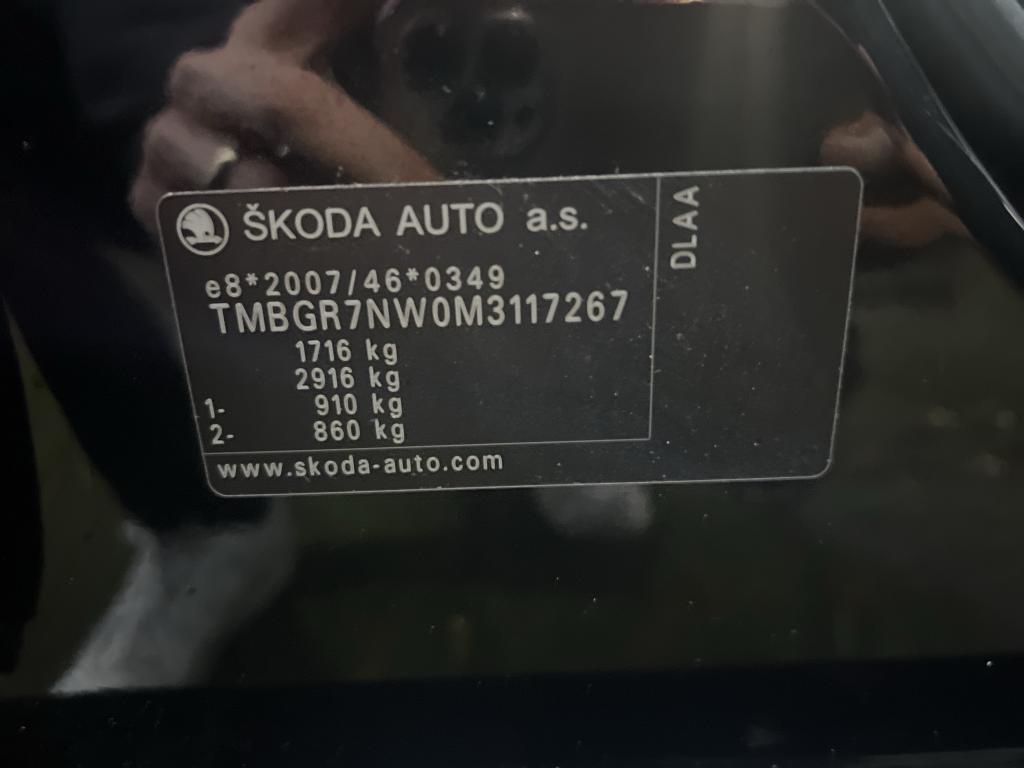 ŠKODA AUTO a.s.
e8*2007/46*0349
TMBGR7NW0M3117267
1716 kg
2916 kg
1- 910 kg
2- 860 kg
www.skoda-auto.com
DLAA